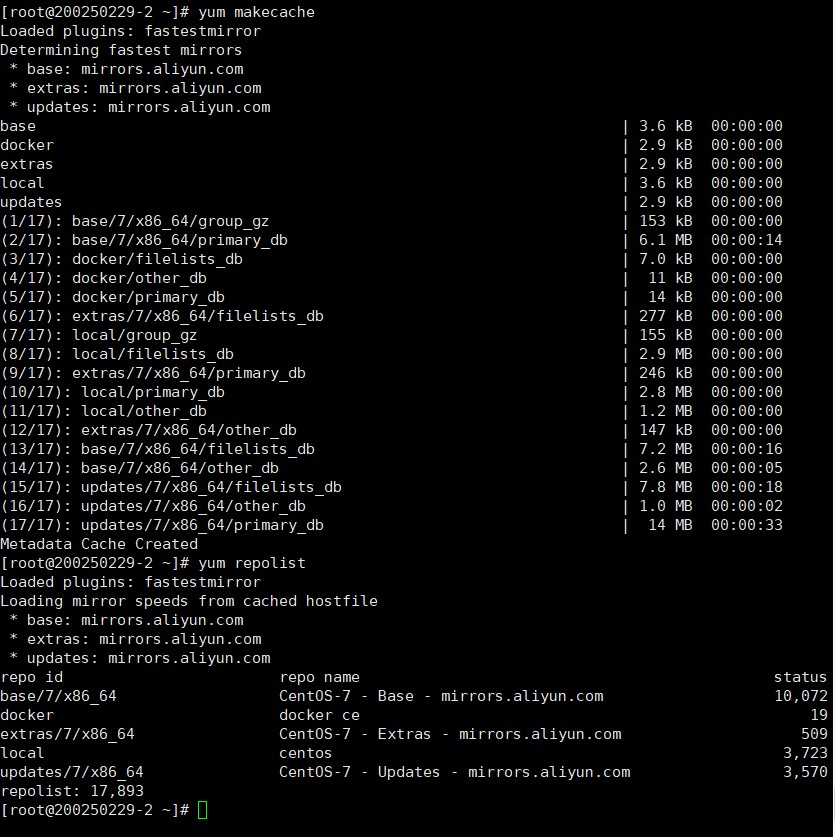 [root@200250229-2 ~]# yum makecache
Loaded plugins: fastestmirror
Determining fastest mirrors
 * base: mirrors.aliyun.com
 * extras: mirrors.aliyun.com
 * updates: mirrors.aliyun.com
base | 3.6 kB 00:00:00
docker | 2.9 kB 00:00:00
extras | 2.9 kB 00:00:00
local | 3.6 kB 00:00:00
updates | 2.9 kB 00:00:00
(1/17): base/7/x86_64/group_gz | 153 kB 00:00:00
(2/17): base/7/x86_64/primary_db | 6.1 MB 00:00:14
(3/17): docker/filelists_db | 7.0 kB 00:00:00
(4/17): docker/other_db | 11 kB 00:00:00
(5/17): docker/primary_db | 14 kB 00:00:00
(6/17): extras/7/x86_64/filelists_db | 277 kB 00:00:00
(7/17): local/group_gz | 155 kB 00:00:00
(8/17): local/filelists_db | 2.9 MB 00:00:00
(9/17): extras/7/x86_64/primary_db | 246 kB 00:00:00
(10/17): local/primary_db | 2.8 MB 00:00:00
(11/17): local/other_db | 1.2 MB 00:00:00
(12/17): extras/7/x86_64/other_db | 147 kB 00:00:00
(13/17): base/7/x86_64/filelists_db | 7.2 MB 00:00:16
(14/17): base/7/x86_64/other_db | 2.6 MB 00:00:05
(15/17): updates/7/x86_64/filelists_db | 7.8 MB 00:00:18
(16/17): updates/7/x86_64/other_db | 1.0 MB 00:00:02
(17/17): updates/7/x86_64/primary_db | 14 MB 00:00:33
Metadata Cache Created
[root@200250229-2 ~]# yum repolist
Loaded plugins: fastestmirror
Loading mirror speeds from cached hostfile
 * base: mirrors.aliyun.com
 * extras: mirrors.aliyun.com
 * updates: mirrors.aliyun.com
repo id repo name status
base/7/x86_64 CentOS-7 - Base - mirrors.aliyun.com 10,072
docker docker ce 19
extras/7/x86_64 CentOS-7 - Extras - mirrors.aliyun.com 509
local centos 3,723
updates/7/x86_64 CentOS-7 - Updates - mirrors.aliyun.com 3,570
repolist: 17,893
[root@200250229-2 ~]#